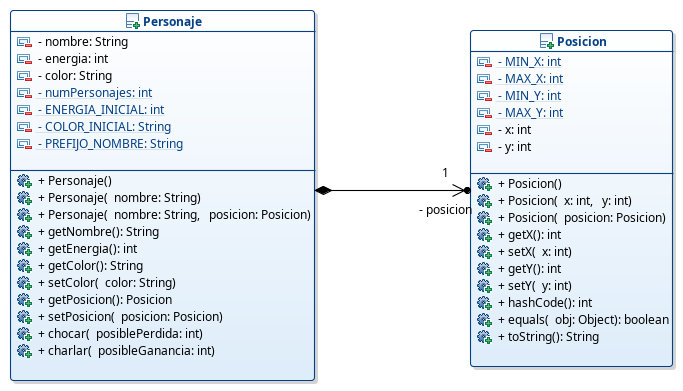 Personaje
- nombre: String
- energia: int
- color: String
- numPersonajes: int
- ENERGIA_INICIAL: int
- COLOR_INICIAL: String
- PREFIJO_NOMBRE: String
+ Personaje()
+ Personaje( nombre: String)
+ Personaje( nombre: String, posicion: Posicion)
+ getNombre(): String
+ getEnergia(): int
+ getColor(): String
+ setColor( color: String)
+ getPosicion(): Posicion
+ setPosicion( posicion: Posicion)
+ chocar( posiblePerdida: int)
+ charlar( posibleGanancia: int)
1
- posicion
Posicion
- MIN_X: int
- MAX_X: int
- MIN_Y: int
- MAX_Y: int
- x: int
- y: int
+ Posicion()
+ Posicion( x: int, y: int)
+ Posicion( posicion: Posicion)
+ getX(): int
+ setX( x: int)
+ getY(): int
+ setY( y: int)
+ hashCode(): int
+ equals( obj: Object): boolean
+ toString(): String